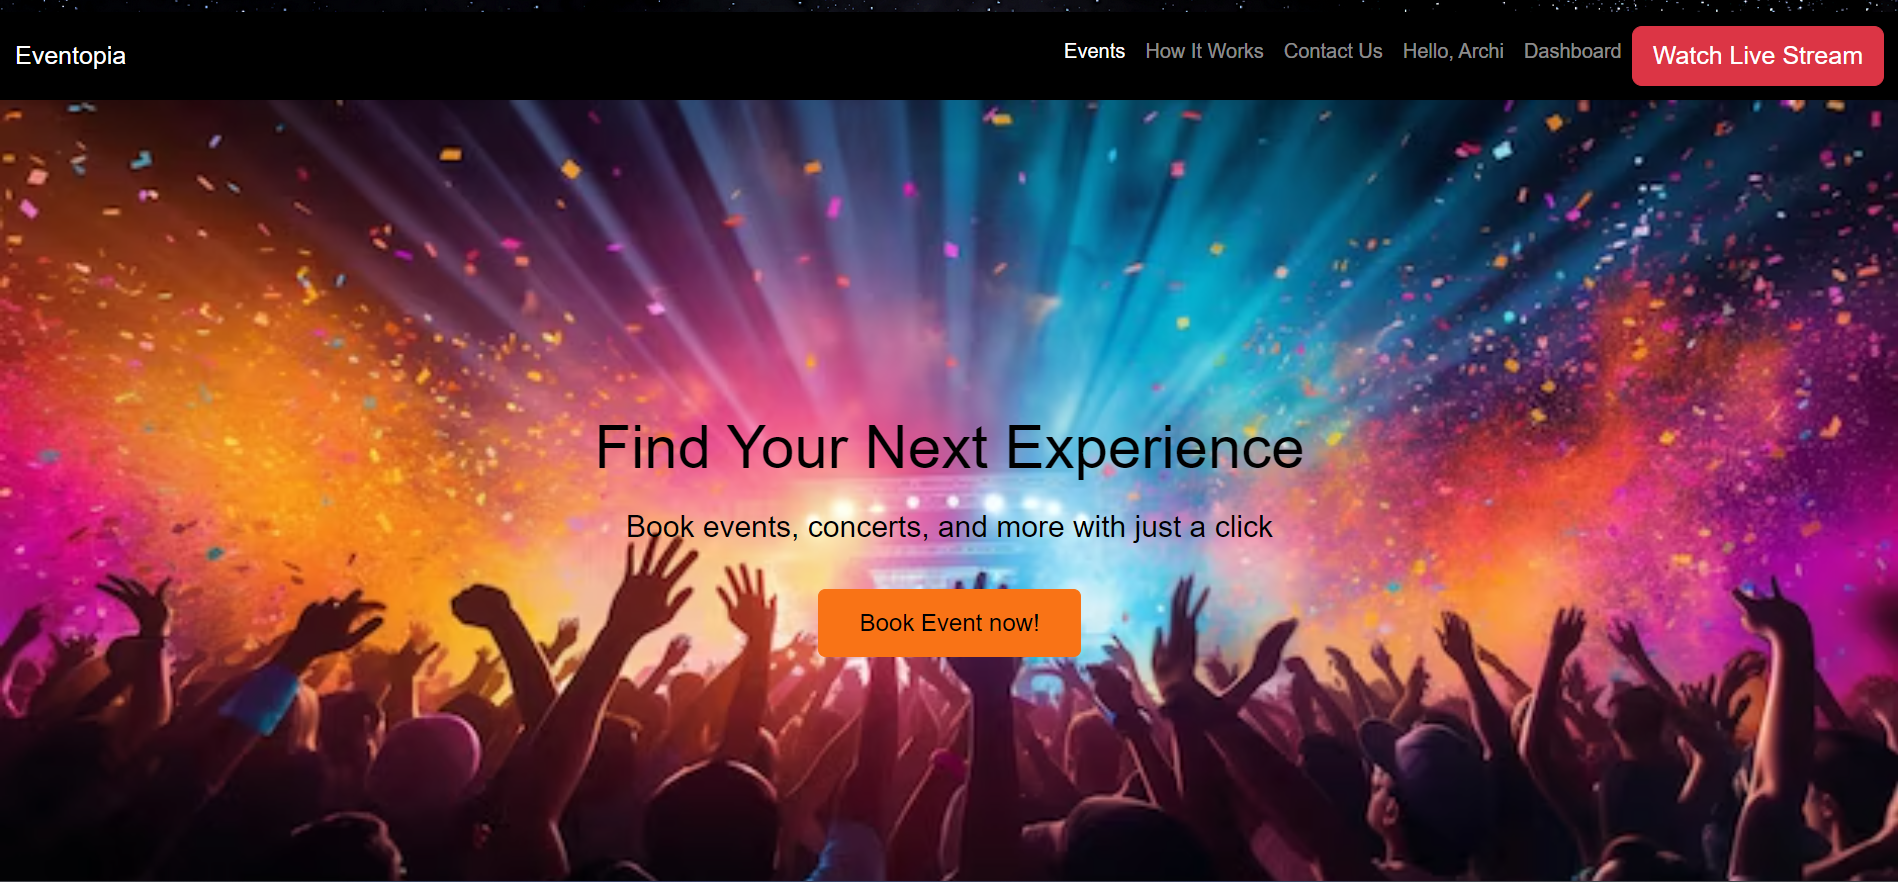 Eventopia
Events How It Works Contact Us Hello, Archi Dashboard Watch Live Stream
Find Your Next Experience
Book events, concerts, and more with just a click
Book Event now!